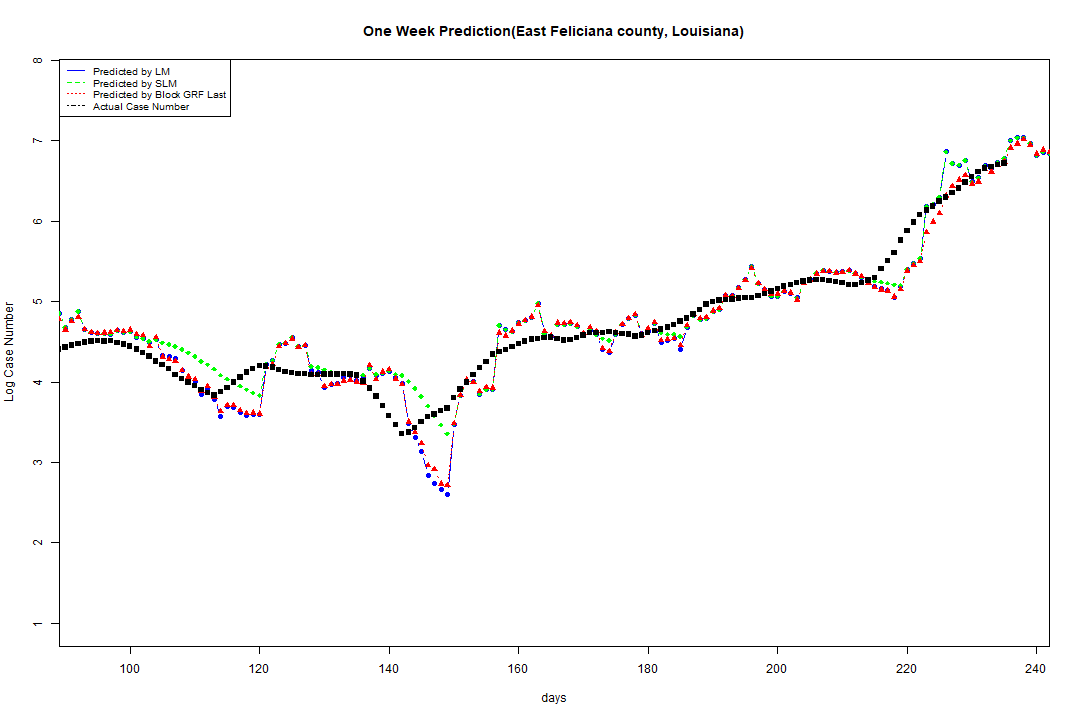 One Week Prediction(East Feliciana county, Louisiana)
Predicted by LM
Predicted by SLM
Predicted by Block GRF Last
Actual Case Number
8
7
6
5
4
3
2
1
Log Case Number
100 120 140 160 180 200 220 240
days